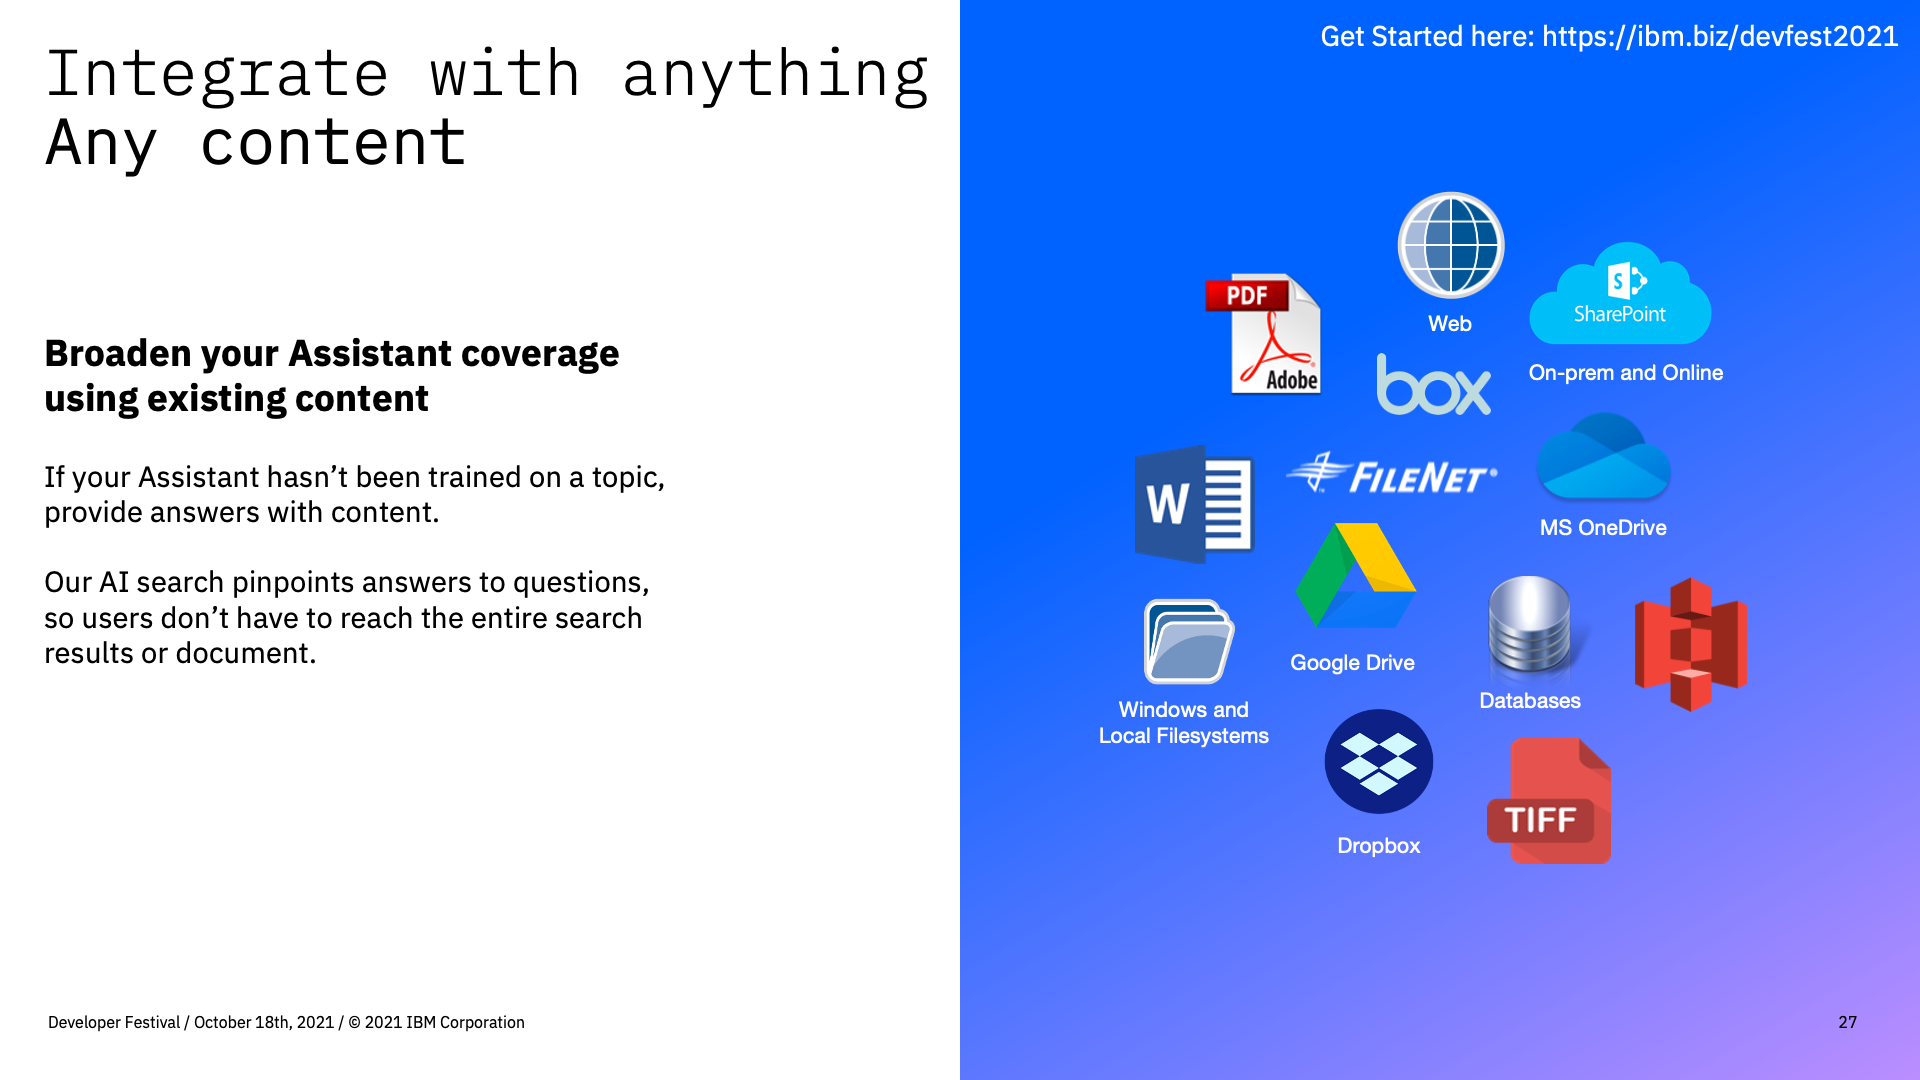 Integrate with anything
Any content
Get Started here: https://ibm.biz/devfest2021
Broaden your Assistant coverage
using existing content
If your Assistant hasn’t been trained on a topic,
provide answers with content.
Our AI search pinpoints answers to questions,
so users don’t have to reach the entire search
results or document.
PDF
Adobe
Web
S
SharePoint
On-prem and Online
box
W
FILENET
MS OneDrive
Google Drive
Windows and
Local Filesystems
Databases
Dropbox
TIFF
Developer Festival / October 18th, 2021 / © 2021 IBM Corporation
27